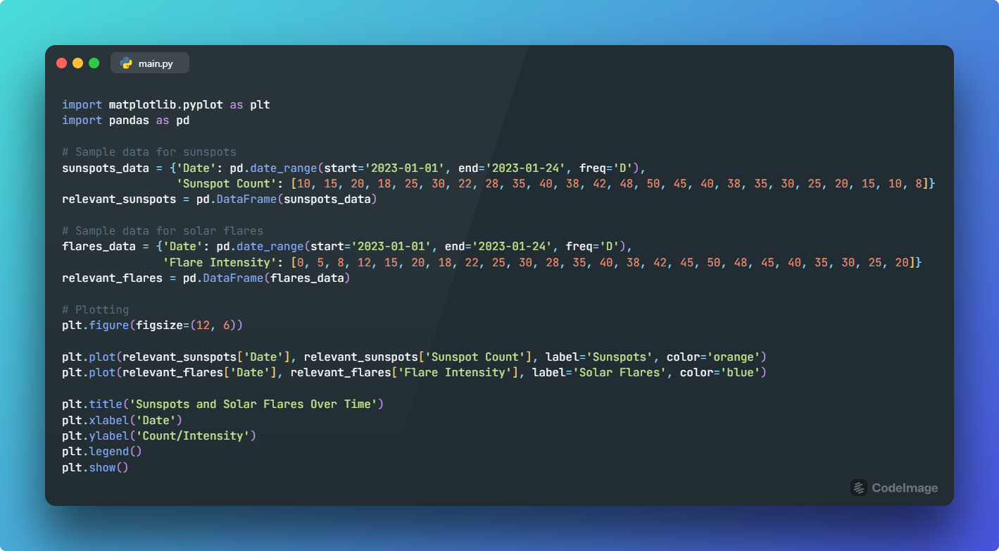 main.py
import matplotlib.pyplot as plt
import pandas as pd
# Sample data for sunspots
sunspots_data = {'Date': pd.date_range(start='2023-01-01', end='2023-01-24', freq='D'),
                 'Sunspot Count': [10, 15, 20, 18, 25, 30, 22, 28, 35, 40, 38, 42, 48, 50, 45, 40, 38, 35, 30, 25, 20, 15, 10, 8]}
relevant_sunspots = pd.DataFrame(sunspots_data)
# Sample data for solar flares
flares_data = {'Date': pd.date_range(start='2023-01-01', end='2023-01-24', freq='D'),
               'Flare Intensity': [0, 5, 8, 12, 15, 20, 18, 22, 25, 30, 28, 35, 40, 38, 42, 45, 50, 48, 45, 40, 35, 30, 25, 20]}
relevant_flares = pd.DataFrame(flares_data)
# Plotting
plt.figure(figsize=(12, 6))
plt.plot(relevant_sunspots['Date'], relevant_sunspots['Sunspot Count'], label='Sunspots', color='orange')
plt.plot(relevant_flares['Date'], relevant_flares['Flare Intensity'], label='Solar Flares', color='blue')
plt.title('Sunspots and Solar Flares Over Time')
plt.xlabel('Date')
plt.ylabel('Count/Intensity')
plt.legend()
plt.show()
CodeImage